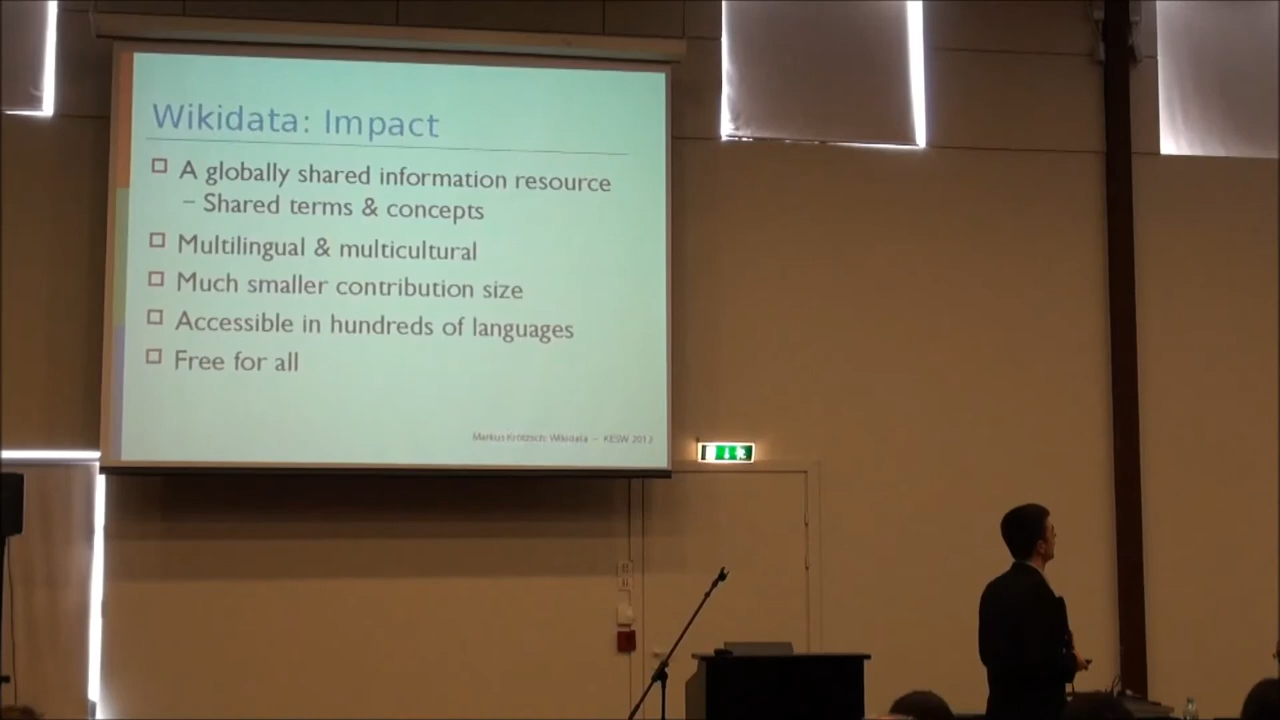 Wikidata: Impact
A globally shared information resource
– Shared terms & concepts
Multilingual & multicultural
Much smaller contribution size
Accessible in hundreds of languages
Free for all
Markus Krötzsch: Wikidata – KESW 2013